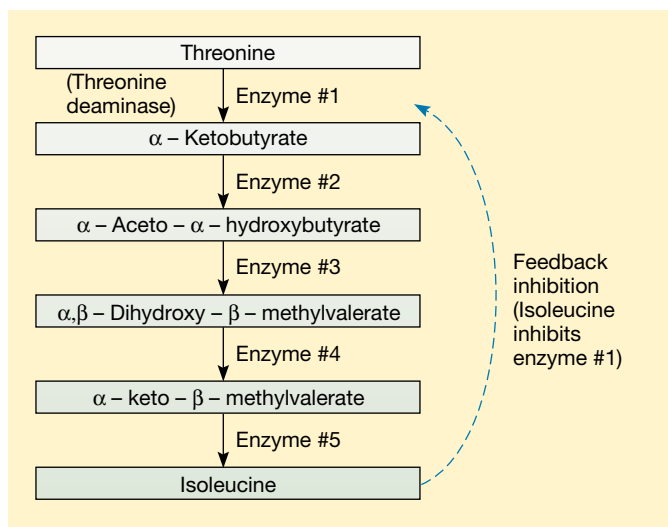 Threonine
(Threonine
deaminase)
Enzyme #1
α – Ketobutyrate
Enzyme #2
α – Aceto – α – hydroxybutyrate
Enzyme #3
α,β – Dihydroxy – β – methylvalerate
Enzyme #4
α – keto – β – methylvalerate
Enzyme #5
Isoleucine
Feedback
inhibition
(Isoleucine
inhibits
enzyme #1)